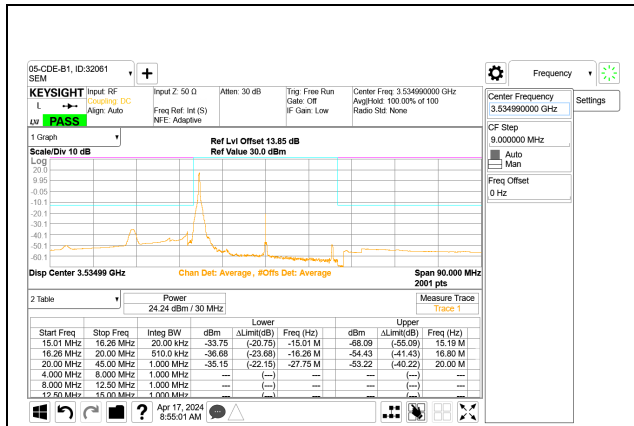 05-CDE-B1, ID:32061
SEM
Frequency
KEYSIGHT
L
LXI PASS
Input: RF
Coupling: DC
Align: Auto
Input Z: 50 Ω
Freq Ref: Int (S)
NFE: Adaptive
Atten: 30 dB
Trig: Free Run
Gate: Off
IF Gain: Low
Center Freq: 3.534990000 GHz
Avg|Hold: 100.00% of 100
Radio Std: None
Center Frequency
3.534990000 GHz
Settings
CF Step
9.000000 MHz
Auto
Man
Freq Offset
0 Hz
1 Graph
Scale/Div 10 dB
Ref Lvl Offset 13.85 dB
Ref Value 30.0 dBm
Log
20.0
9.95
-0.05
-10.1
-20.1
-30.1
-40.1
-50.1
-60.1
Disp Center 3.53499 GHz Chan Det: Average, #Offs Det: Average Span 90.000 MHz
2001 pts
2 Table
Power
24.24 dBm / 30 MHz
Measure Trace
Trace 1
Lower Upper
Start Freq Stop Freq Integ BW dBm ΔLimit(dB) Freq (Hz) dBm ΔLimit(dB) Freq (Hz)
15.01 MHz 16.26 MHz 20.00 kHz -33.75 (-20.75) -15.01 M -68.09 (-55.09) 15.19 M
16.26 MHz 20.00 MHz 510.0 kHz -36.68 (-23.68) -16.26 M -54.43 (-41.43) 16.80 M
20.00 MHz 45.00 MHz 1.000 MHz -35.15 (-22.15) -27.75 M -53.22 (-40.22) 20.00 M
4.000 MHz 8.000 MHz 1.000 MHz --- (---) --- (---)
8.000 MHz 12.50 MHz 1.000 MHz --- (---) --- (---)
12.50 MHz 15.00 MHz 1.000 MHz --- (---) --- (---)
Apr 17, 2024
8:55:01 AM